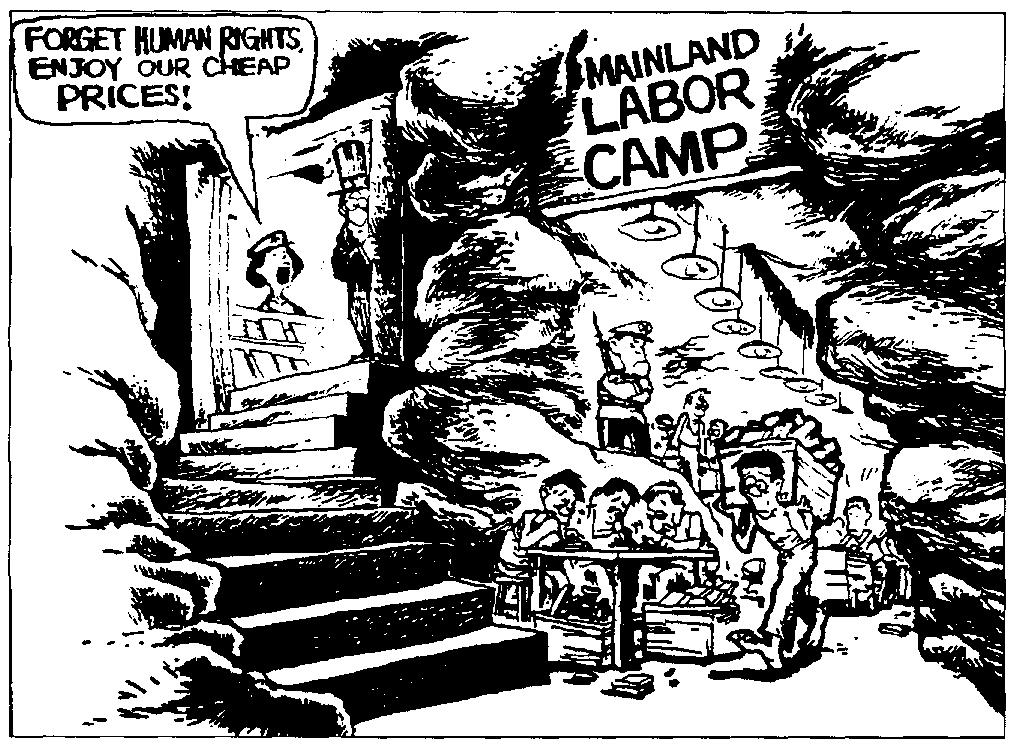 FORGET HUMAN RIGHTS,
ENJOY OUR CHEAP
PRICES!
MAINLAND
LABOR
CAMP